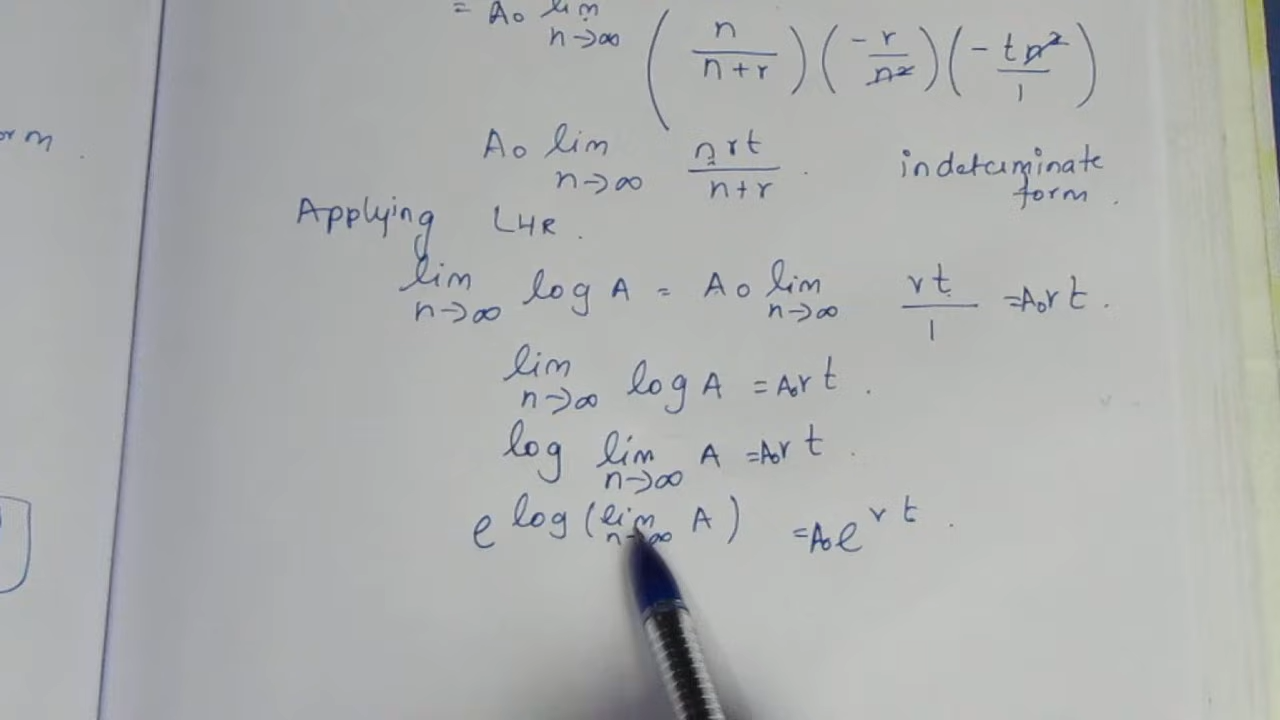 = A₀ lim n→∞ (n/(n+r)) (-r/n²) (-tn²/1)
orm.
A₀ lim n→∞ nrt/(n+r). indeterminate form.
Applying LHR.
lim n→∞ log A = A₀ lim n→∞ rt/1 = A₀rt.
lim n→∞ log A = A₀rt.
log lim n→∞ A = A₀rt.
e^log(lim n→∞ A) = A₀e^rt.